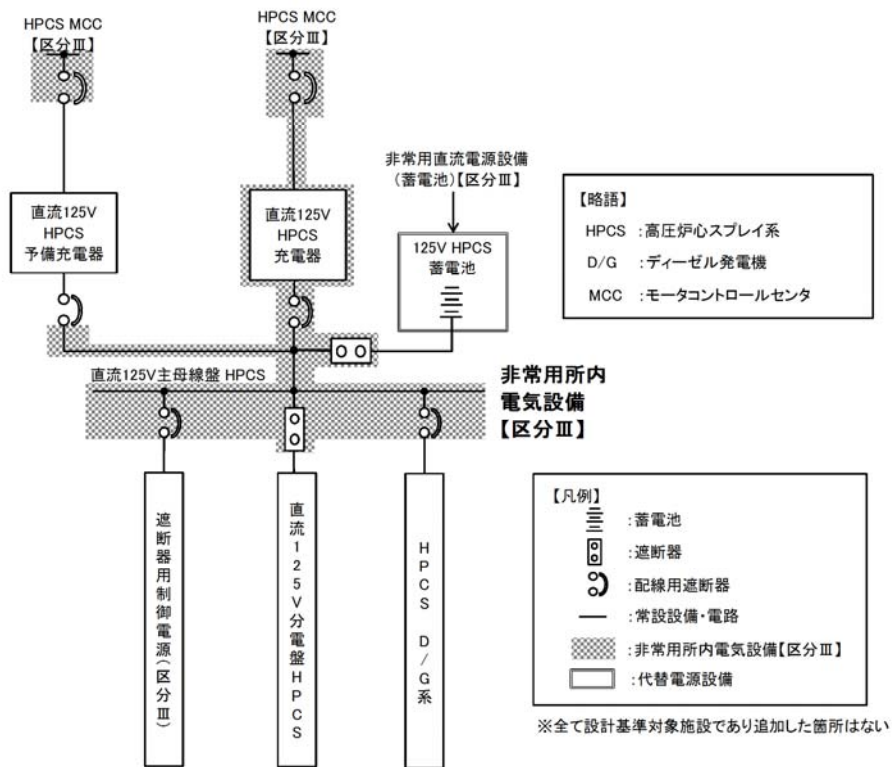 HPCS MCC
【区分Ⅲ】
HPCS MCC
【区分Ⅲ】
非常用直流電源設備
(蓄電池)【区分Ⅲ】
直流125V
HPCS
予備充電器
直流125V
HPCS
充電器
125V HPCS
蓄電池
【略語】
HPCS :高圧炉心スプレイ系
D/G :ディーゼル発電機
MCC :モータコントロールセンタ
直流125V主母線盤 HPCS
非常用所内
電気設備
【区分Ⅲ】
遮断器用制御電源(区分Ⅲ)
直流125V分電盤HPCS
HPCS D/G系
【凡例】
:蓄電池
:遮断器
:配線用遮断器
:常設設備・電路
:非常用所内電気設備【区分Ⅲ】
:代替電源設備
※全て設計基準対象施設であり追加した箇所はない